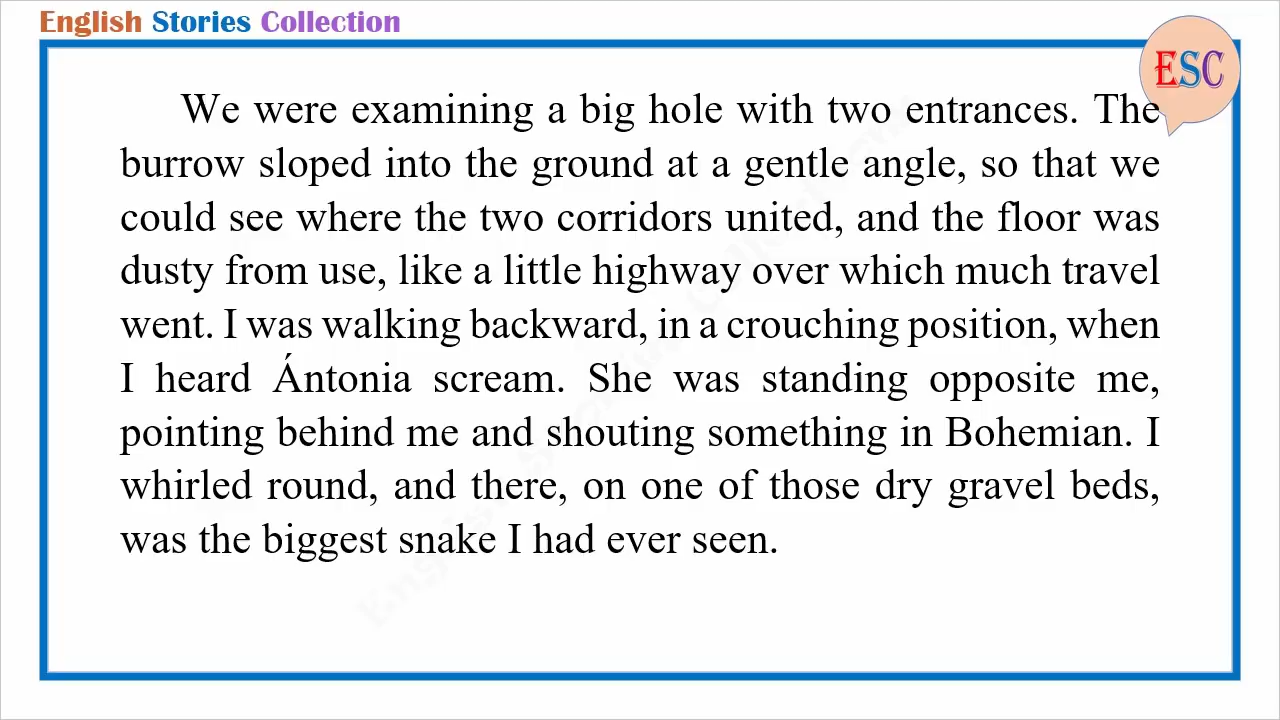 English Stories Collection
ESC
We were examining a big hole with two entrances. The
burrow sloped into the ground at a gentle angle, so that we
could see where the two corridors united, and the floor was
dusty from use, like a little highway over which much travel
went. I was walking backward, in a crouching position, when
I heard Ántonia scream. She was standing opposite me,
pointing behind me and shouting something in Bohemian. I
whirled round, and there, on one of those dry gravel beds,
was the biggest snake I had ever seen.